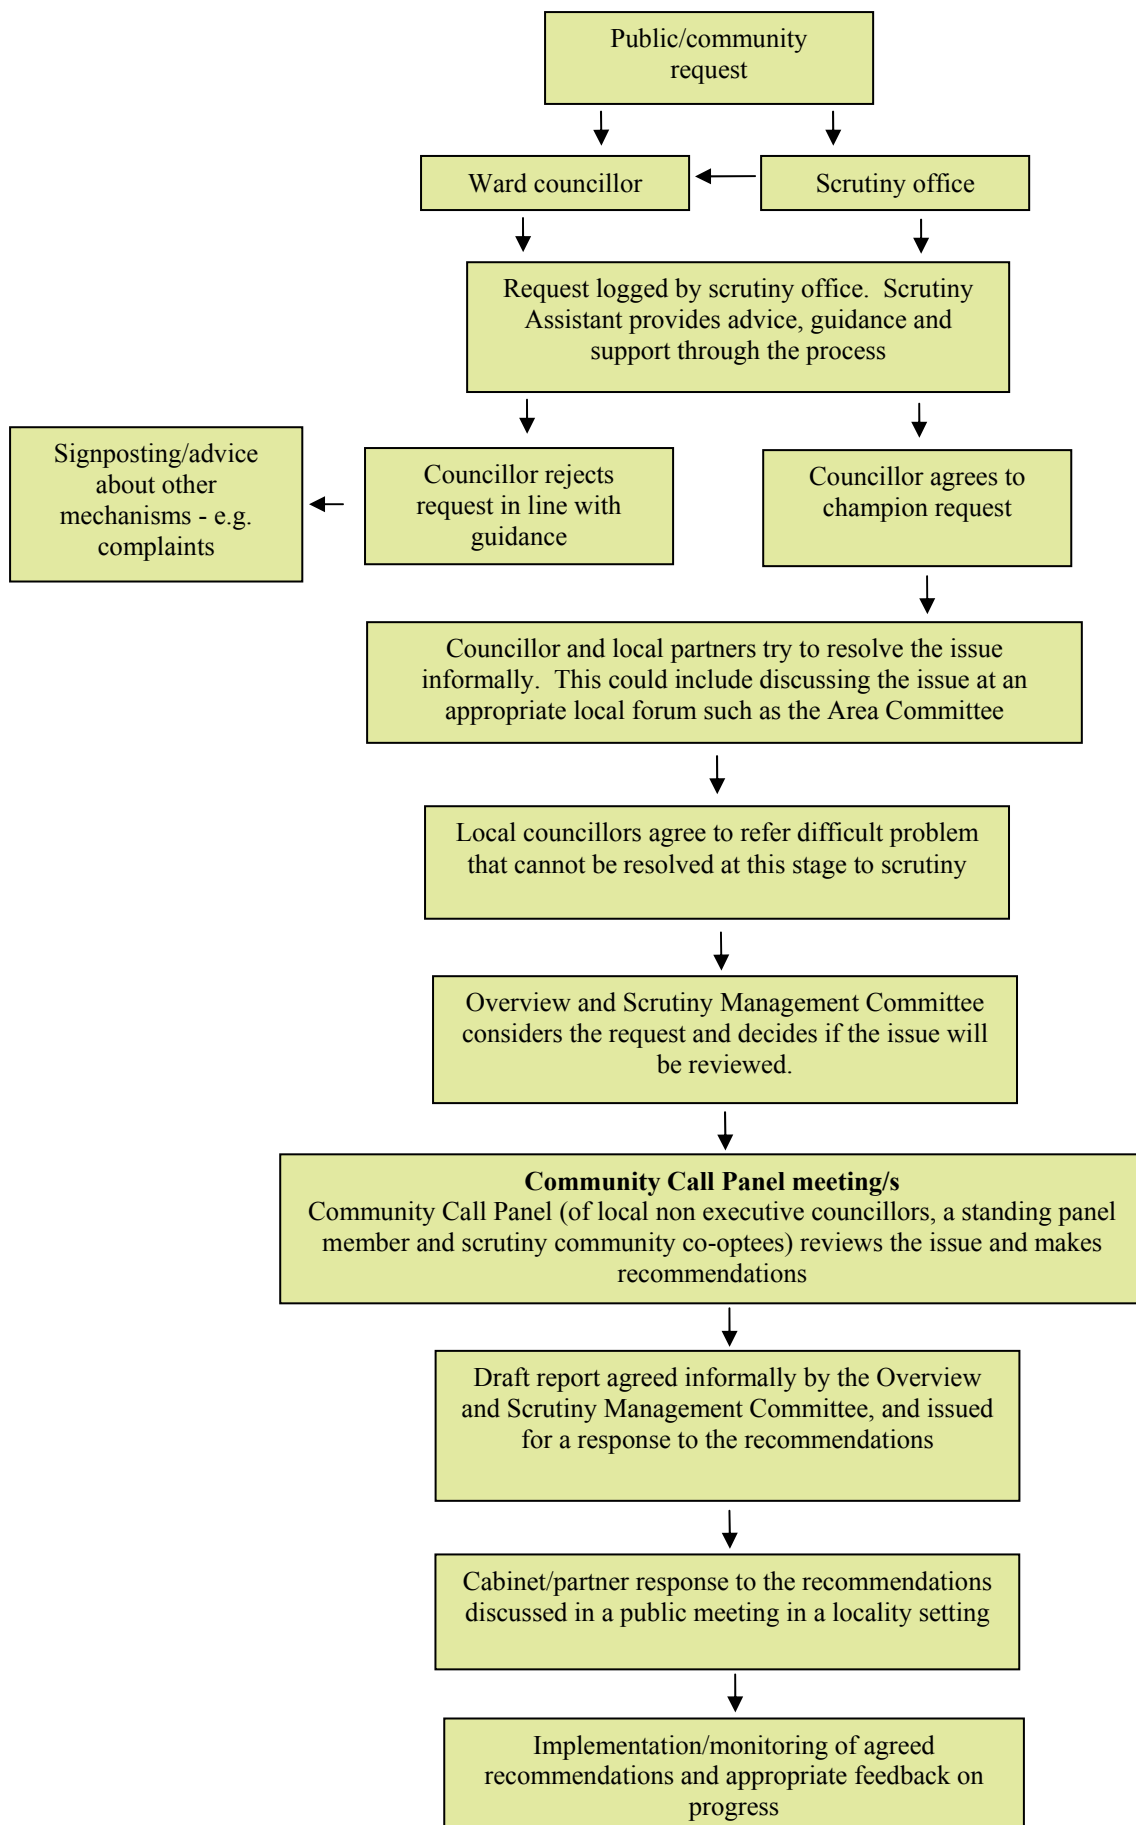 Public/community
request
Ward councillor
Scrutiny office
Request logged by scrutiny office.  Scrutiny
Assistant provides advice, guidance and
support through the process
Signposting/advice
about other
mechanisms - e.g.
complaints
Councillor rejects
request in line with
guidance
Councillor agrees to
champion request
Councillor and local partners try to resolve the issue
informally.  This could include discussing the issue at an
appropriate local forum such as the Area Committee
Local councillors agree to refer difficult problem
that cannot be resolved at this stage to scrutiny
Overview and Scrutiny Management Committee
considers the request and decides if the issue will
be reviewed.
Community Call Panel meeting/s
Community Call Panel (of local non executive councillors, a standing panel
member and scrutiny community co-optees) reviews the issue and makes
recommendations
Draft report agreed informally by the Overview
and Scrutiny Management Committee, and issued
for a response to the recommendations
Cabinet/partner response to the recommendations
discussed in a public meeting in a locality setting
Implementation/monitoring of agreed
recommendations and appropriate feedback on
progress